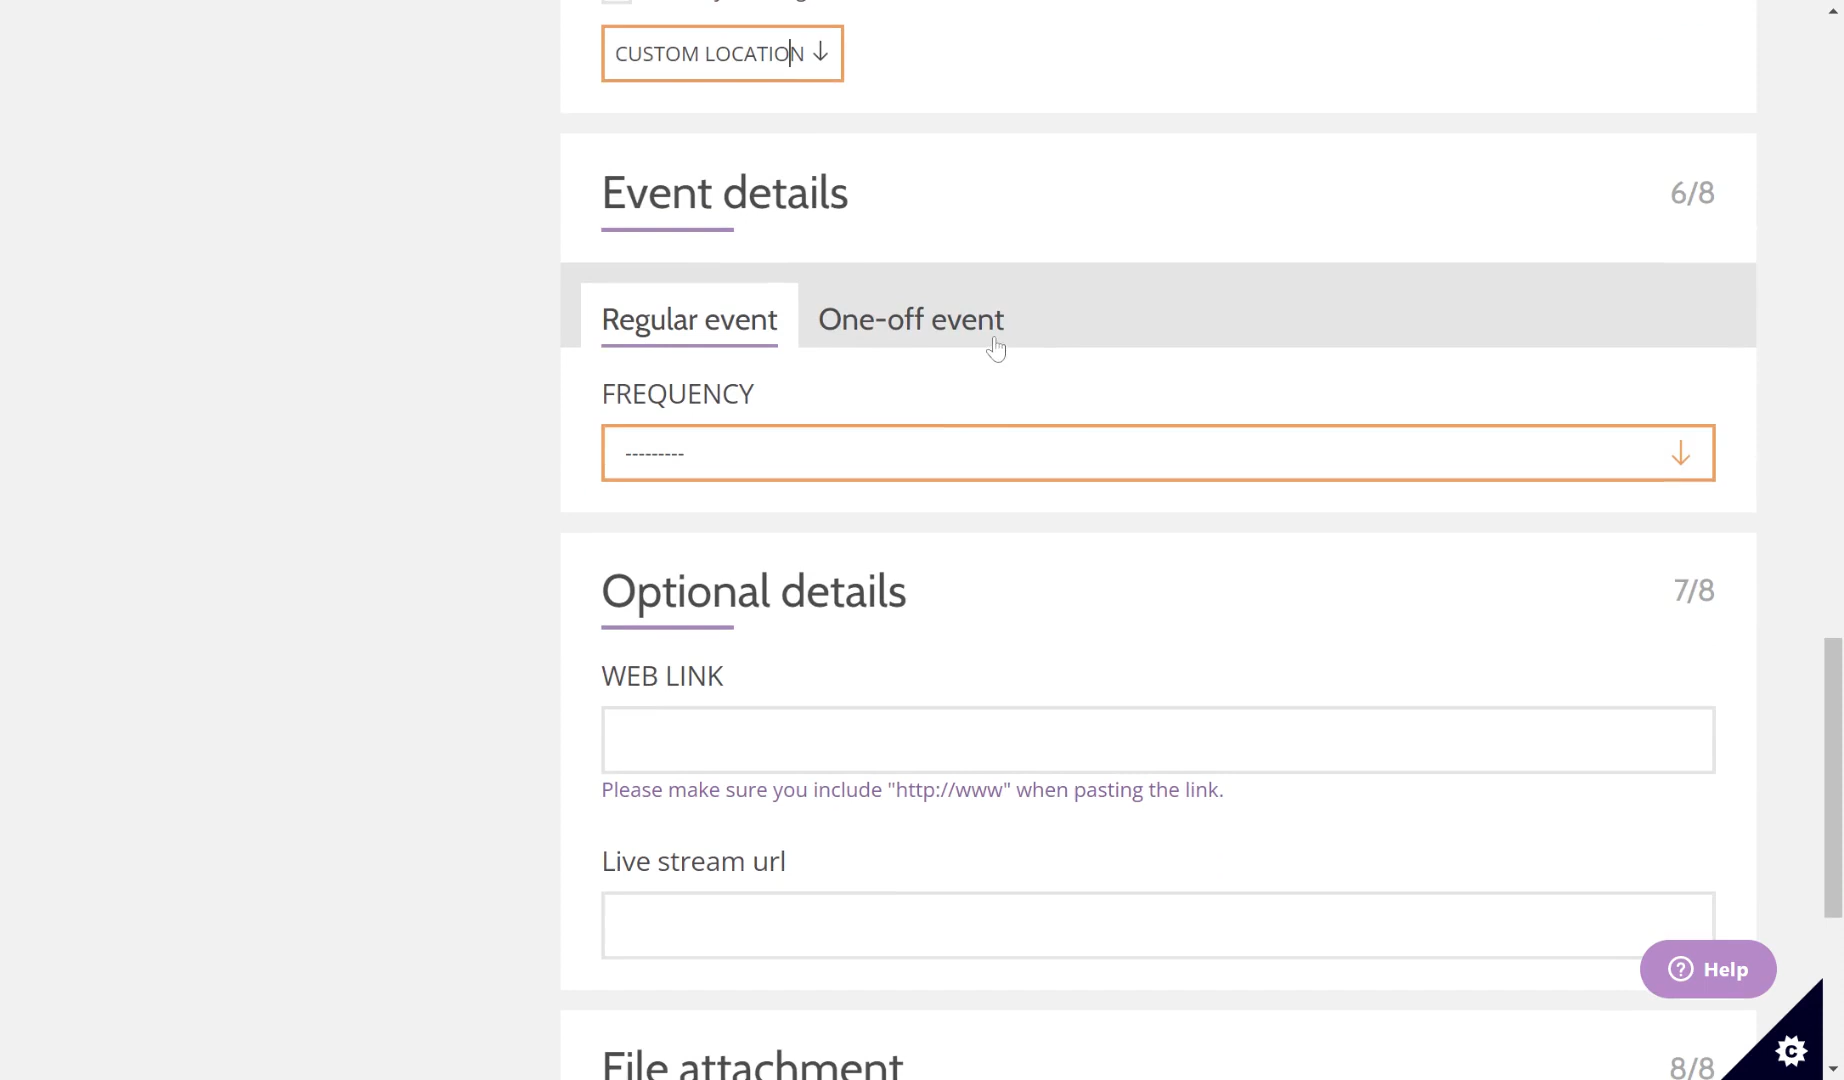 CUSTOM LOCATION ↓
Event details
6/8
Regular event
One-off event
FREQUENCY
---------
Optional details
7/8
WEB LINK
Please make sure you include "http://www" when pasting the link.
Live stream url
? Help
File attachment
8/8